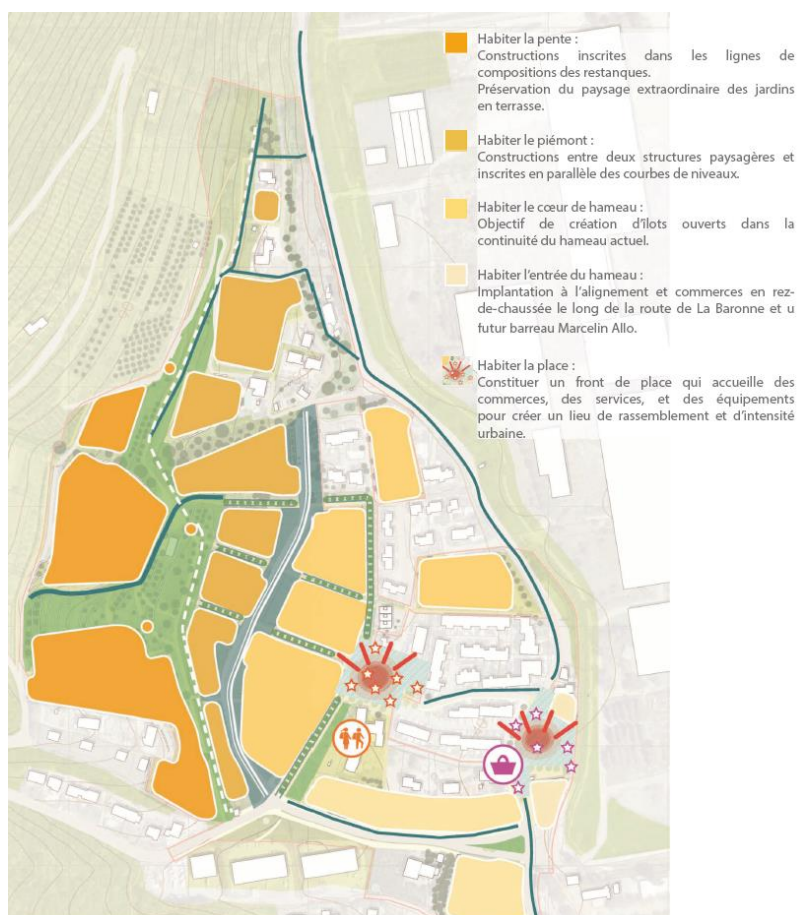 Habiter la pente :
Constructions inscrites dans les lignes de
compositions des restanques.
Préservation du paysage extraordinaire des jardins
en terrasse.
Habiter le piémont :
Constructions entre deux structures paysagères et
inscrites en parallèle des courbes de niveaux.
Habiter le cœur de hameau :
Objectif de création d'îlots ouverts dans la
continuité du hameau actuel.
Habiter l'entrée du hameau :
Implantation à l'alignement et commerces en rez-
de-chaussée le long de la route de La Baronne et u
futur barreau Marcelin Allo.
Habiter la place :
Constituer un front de place qui accueille des
commerces, des services, et des équipements
pour créer un lieu de rassemblement et d'intensité
urbaine.